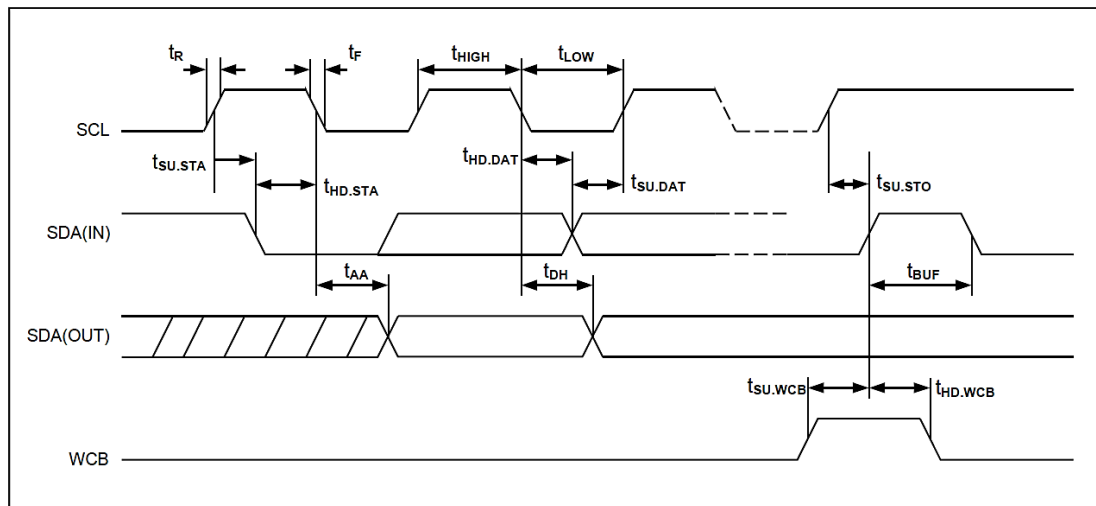 tR
tF
tHIGH
tLOW
SCL
tSU.STA
tHD.STA
tHD.DAT
tSU.DAT
tSU.STO
SDA(IN)
tAA
tDH
tBUF
SDA(OUT)
tSU.WCB
tHD.WCB
WCB